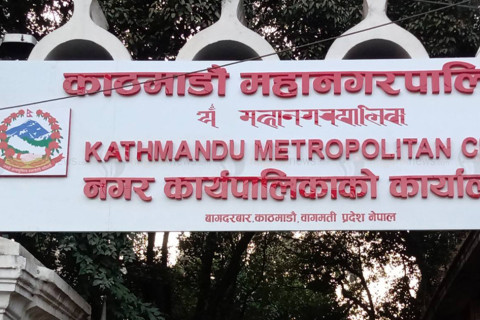 काठमाडौ महानगरपालि
KATHMANDU METROPOLITAN C
नगर कार्यपालिकाको कार्याल
बागदरबार, काठमाडौ, वागमती प्रदेश नेपाल